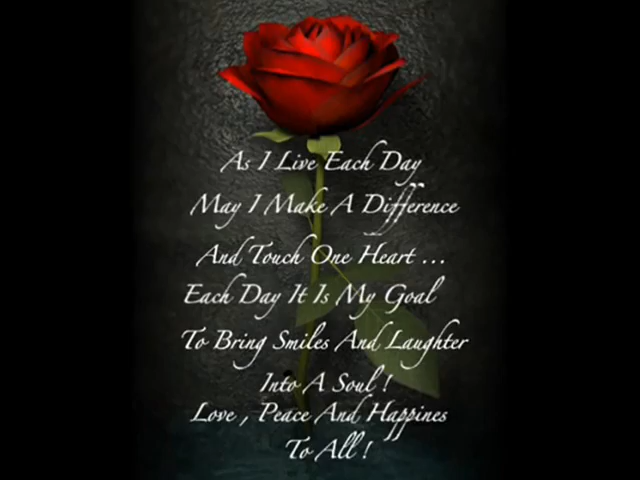 As I Live Each Day
May I Make A Difference
And Touch One Heart ...
Each Day It Is My Goal
To Bring Smiles And Laughter
Into A Soul !
Love , Peace And Happines
To All !